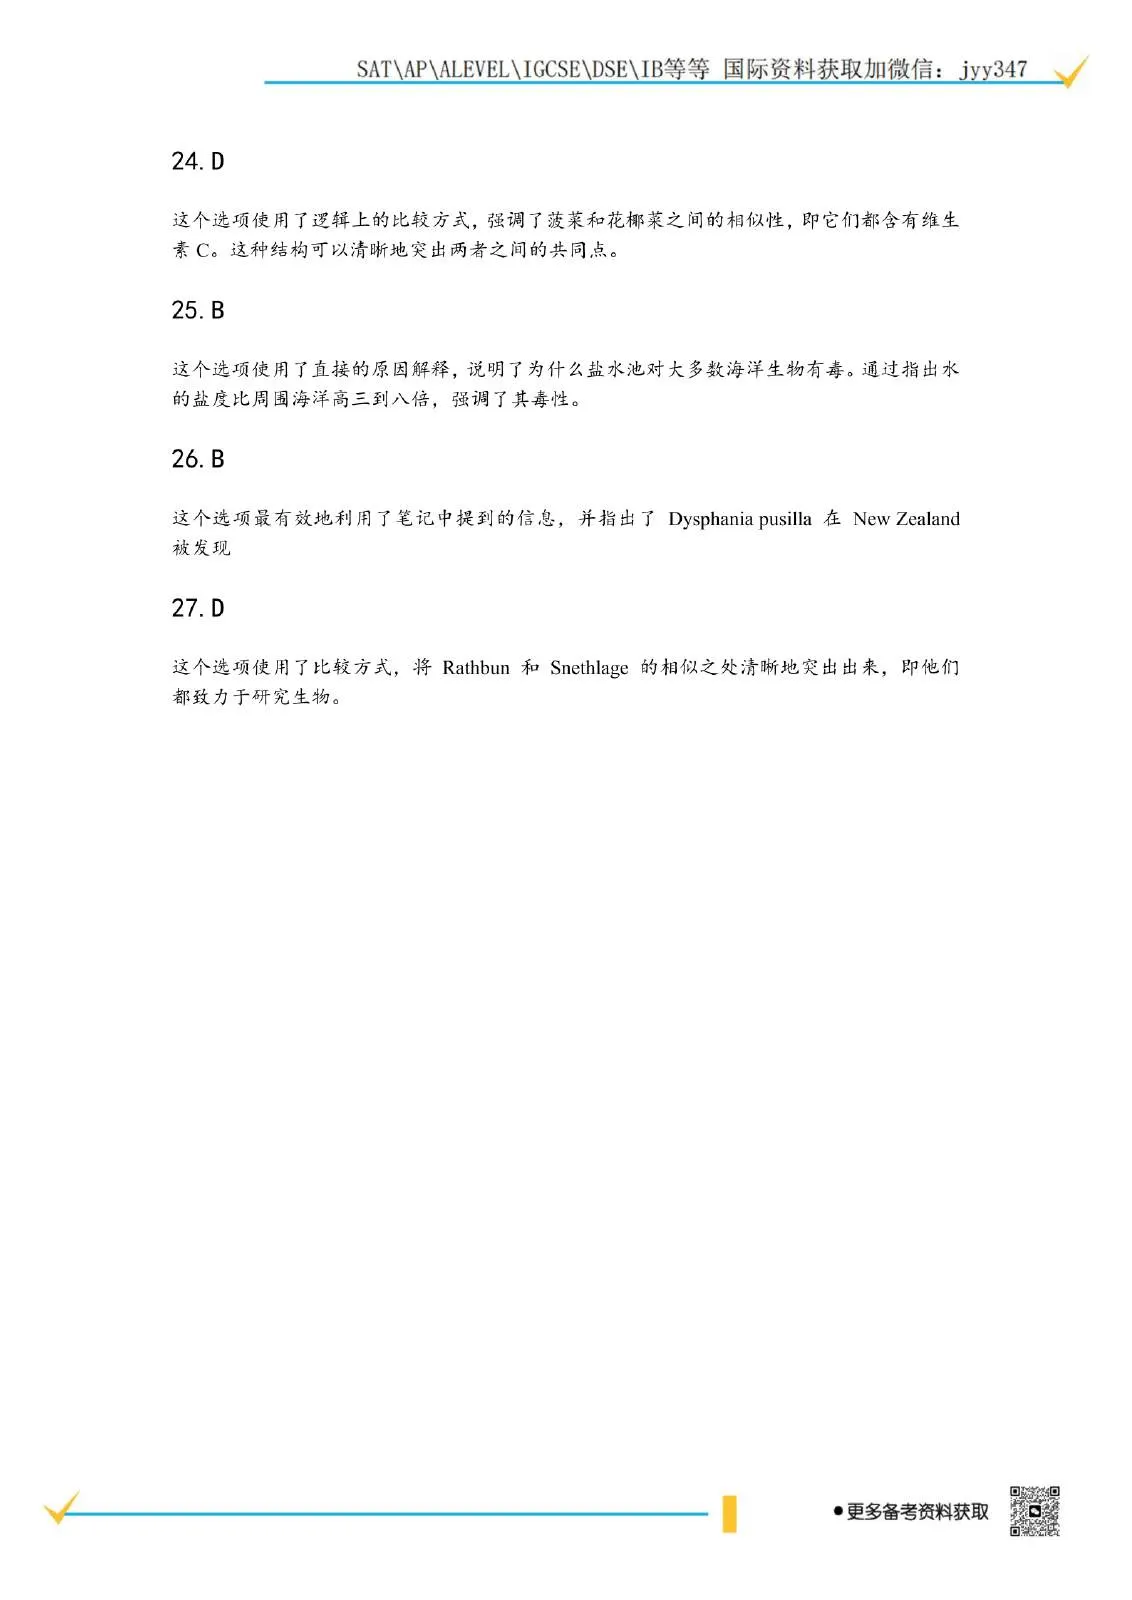 SAT\AP\ALEVEL\IGCSE\DSE\IB等等 国际资料获取加微信：jyy347
24. D
这个选项使用了逻辑上的比较方式，强调了菠菜和花椰菜之间的相似性，即它们都含有维生
素 C。这种结构可以清晰地突出两者之间的共同点。
25. B
这个选项使用了直接的原因解释，说明了为什么盐水池对大多数海洋生物有毒。通过指出水
的盐度比周围海洋高三到八倍，强调了其毒性。
26. B
这个选项最有效地利用了笔记中提到的信息，并指出了 Dysphania pusilla 在 New Zealand
被发现
27. D
这个选项使用了比较方式，将 Rathbun 和 Snethlage 的相似之处清晰地突出出来，即他们
都致力于研究生物。
●更多备考资料获取